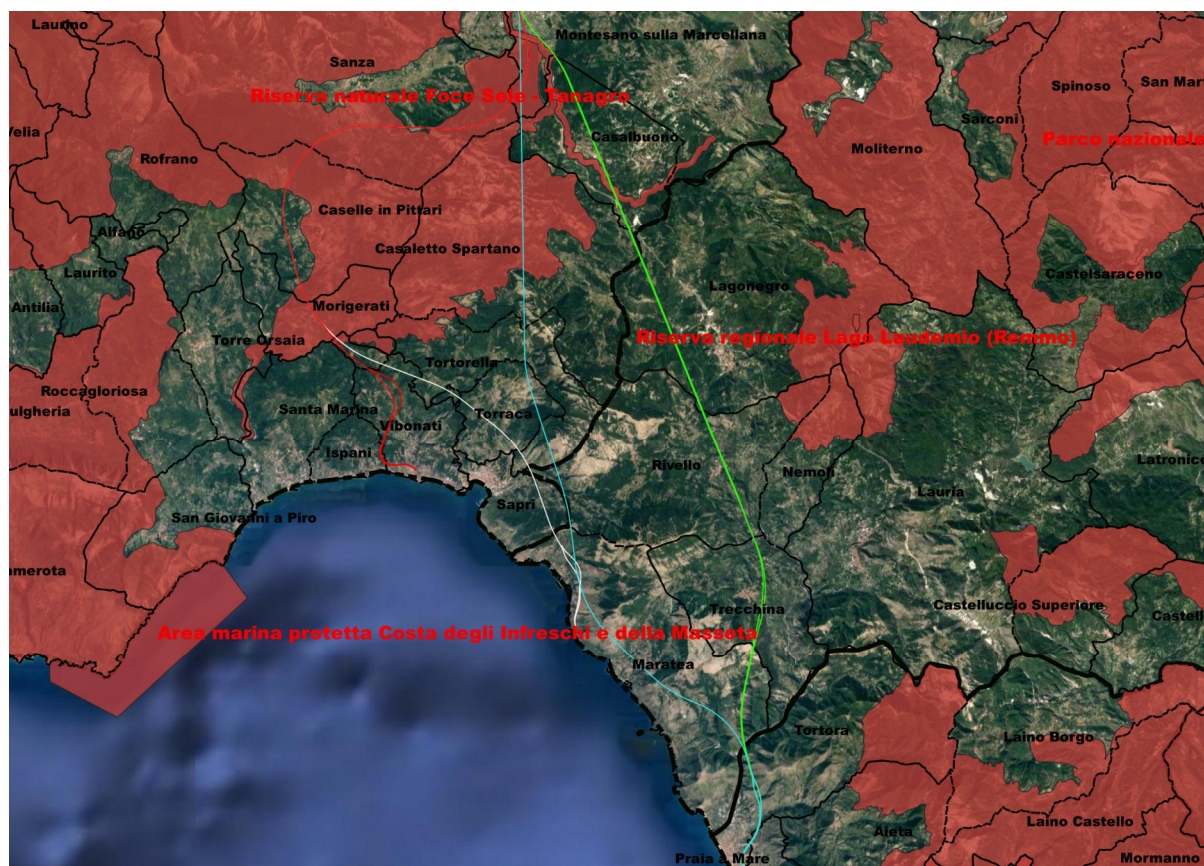 Laurino
Montesano sulla Marcellana
Sanza
Spinoso
San Mar
Riserva naturale Foce Sele - Tanagro
Sarconi
Velia
Casalbuono
Parco nazionale
Moliterno
Rofrano
Caselle in Pittari
Alfano
Casaletto Spartano
Laurito
Castelsaraceno
Lagonegro
Antilia
Morigerati
Riserva regionale Lago Laudemio (Remmo)
Torre Orsaia
Tortorella
Roccagloriosa
ulgheria
Santa Marina
Torraca
Vibonati
Ispani
Rivello
Nemoli
Latronico
Lauria
Sapri
San Giovanni a Piro
amerota
Castelluccio Superiore
Trecchina
Castell
Area marina protetta Costa degli Infreschi e della Masseta
Maratea
Tortora
Laino Borgo
Laino Castello
Aieta
Praia a Mare
Mormanno